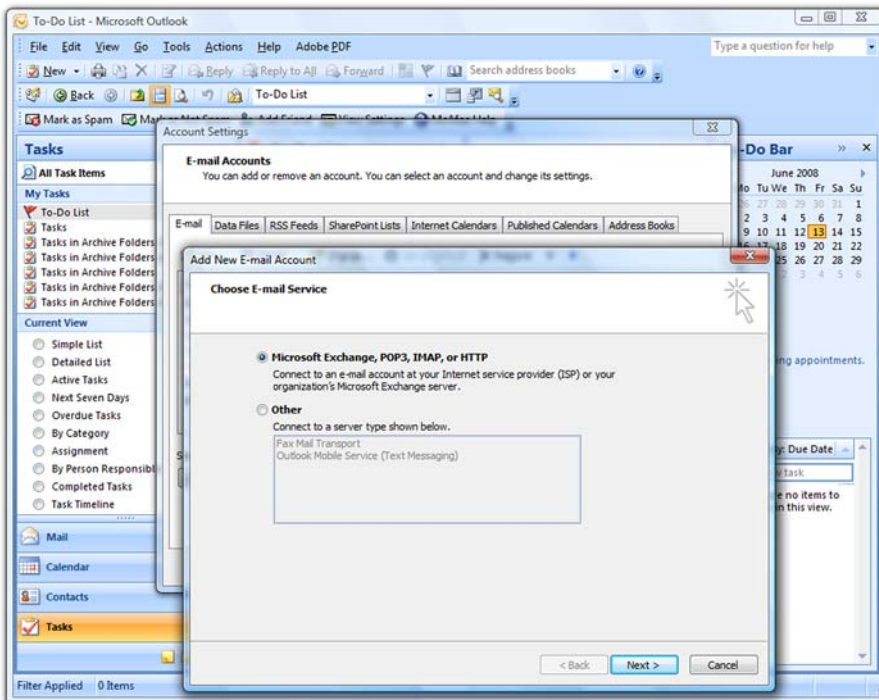 To-Do List - Microsoft Outlook
File Edit View Go Tools Actions Help Adobe PDF
Type a question for help
New Reply Reply to All Forward Search address books
Back To-Do List
Mark as Spam
Account Settings
E-mail Accounts
You can add or remove an account. You can select an account and change its settings.
E-mail Data Files RSS Feeds SharePoint Lists Internet Calendars Published Calendars Address Books
Tasks
All Task Items
My Tasks
To-Do List
Tasks
Tasks in Archive Folders
Tasks in Archive Folders
Tasks in Archive Folders
Tasks in Archive Folders
Tasks in Archive Folders
Current View
Simple List
Detailed List
Active Tasks
Next Seven Days
Overdue Tasks
By Category
Assignment
By Person Responsibl
Completed Tasks
Task Timeline
Mail
Calendar
Contacts
Tasks
Filter Applied 0 Items
Add New E-mail Account
Choose E-mail Service
Microsoft Exchange, POP3, IMAP, or HTTP
Connect to an e-mail account at your Internet service provider (ISP) or your
organization's Microsoft Exchange server.
Other
Connect to a server type shown below.
Fax Mail Transport
Outlook Mobile Service (Text Messaging)
< Back Next > Cancel
-Do Bar
June 2008
Mo Tu We Th Fr Sa Su
26 27 28 29 30 31 1
2 3 4 5 6 7 8
9 10 11 12 13 14 15
16 17 18 19 20 21 22
25 26 27 28 29
2 3 4 5 6
ng appointments.
y: Due Date
task
e no items to
n this view.